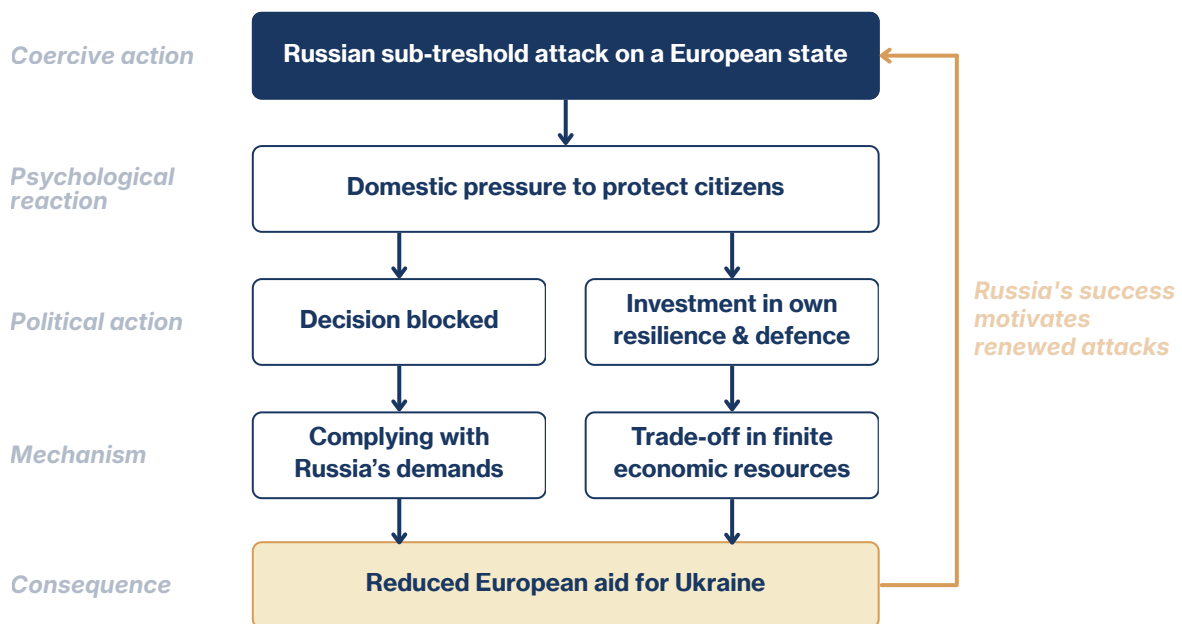 Coercive action
Russian sub-treshold attack on a European state
Psychological
reaction
Domestic pressure to protect citizens
Political action
Decision blocked
Investment in own
resilience & defence
Russia's success
motivates
renewed attacks
Mechanism
Complying with
Russia’s demands
Trade-off in finite
economic resources
Consequence
Reduced European aid for Ukraine